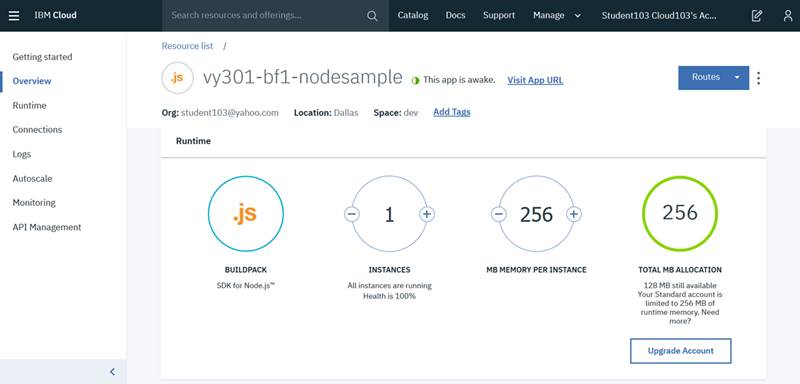 IBM Cloud
Search resources and offerings...
Catalog
Docs
Support
Manage
Student103 Cloud103's Ac...
Getting started
Overview
Runtime
Connections
Logs
Autoscale
Monitoring
API Management
Resource list /
.js
vy301-bf1-nodesample
This app is awake.
Visit App URL
Routes
Org: student103@yahoo.com
Location: Dallas
Space: dev
Add Tags
Runtime
.js
BUILDPACK
SDK for Node.js™
1
INSTANCES
All instances are running
Health is 100%
256
MB MEMORY PER INSTANCE
256
TOTAL MB ALLOCATION
128 MB still available
Your Standard account is
limited to 256 MB of
runtime memory. Need
more?
Upgrade Account